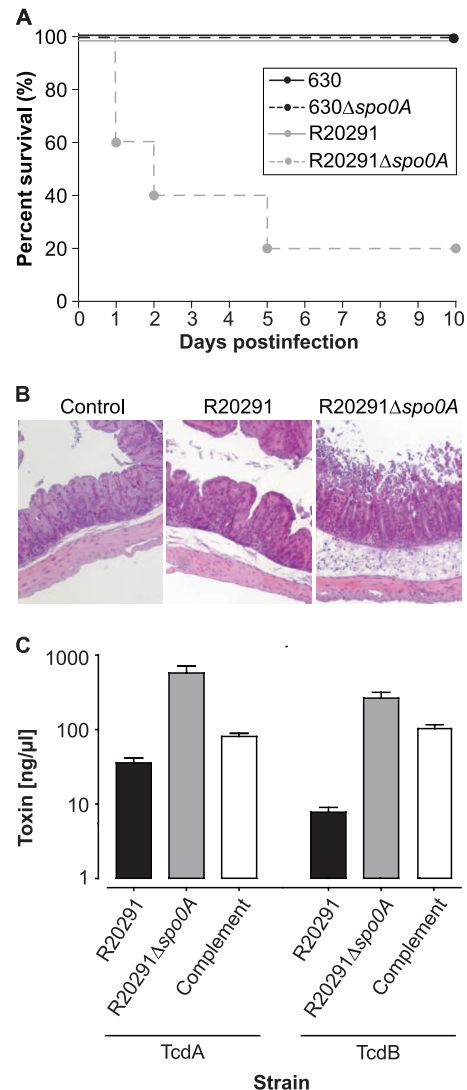 A
100
80
60
40
20
0
Percent survival (%)
630
630Δspo0A
R20291
R20291Δspo0A
0 1 2 3 4 5 6 7 8 9 10
Days postinfection
B
Control R20291 R20291Δspo0A
C
1000
100
10
1
Toxin [ng/µl]
R20291
R20291Δspo0A
Complement
R20291
R20291Δspo0A
Complement
TcdA TcdB
Strain